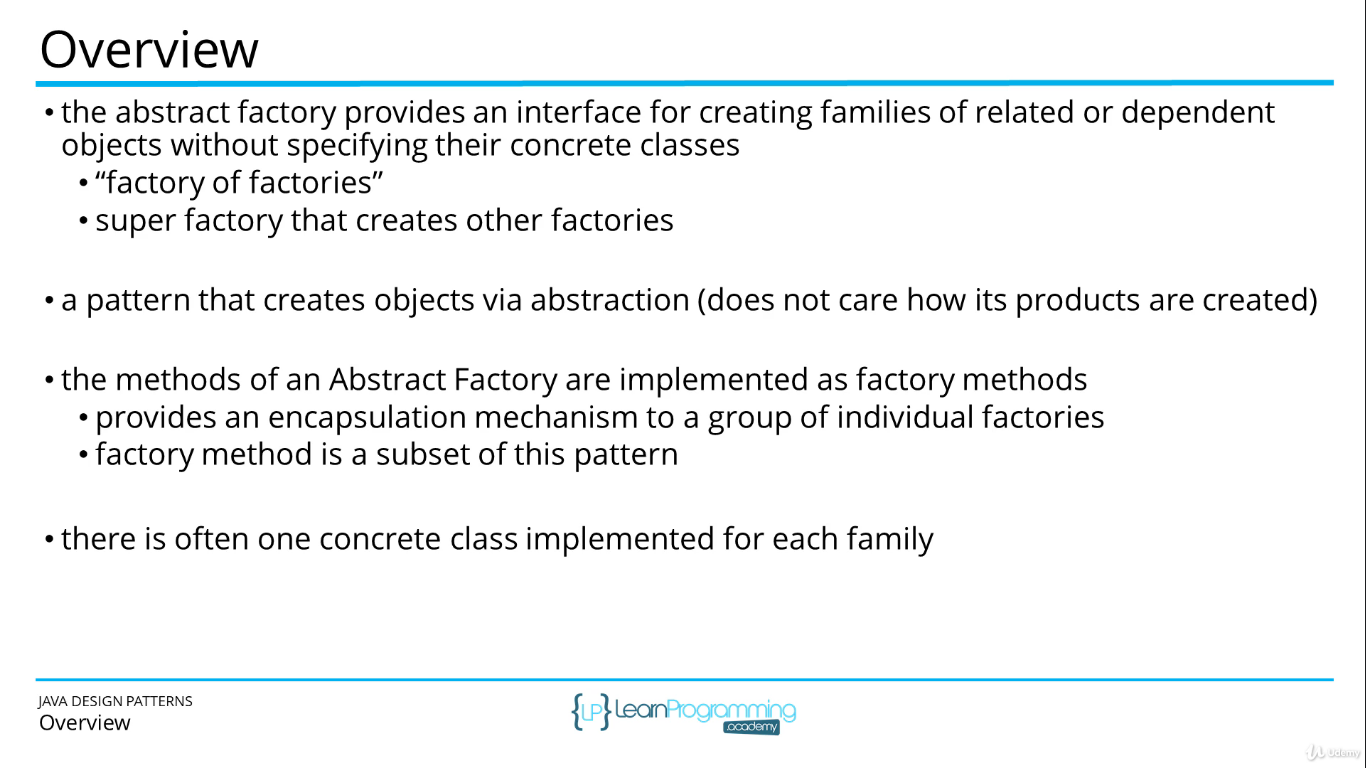 Overview
• the abstract factory provides an interface for creating families of related or dependent
objects without specifying their concrete classes
• “factory of factories”
• super factory that creates other factories
• a pattern that creates objects via abstraction (does not care how its products are created)
• the methods of an Abstract Factory are implemented as factory methods
• provides an encapsulation mechanism to a group of individual factories
• factory method is a subset of this pattern
• there is often one concrete class implemented for each family
JAVA DESIGN PATTERNS
Overview
{LP} LearnProgramming
.academy
Udemy